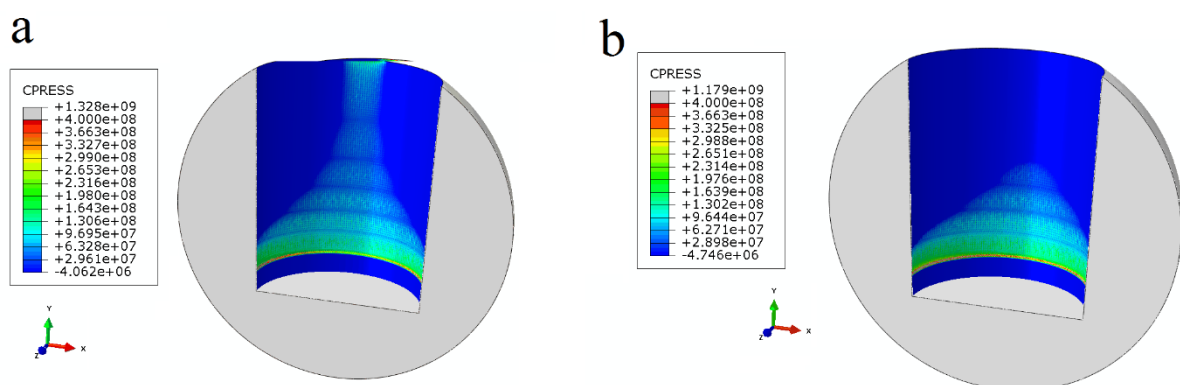 a
CPRESS
+1.328e+09
+4.000e+08
+3.663e+08
+3.327e+08
+2.990e+08
+2.653e+08
+2.316e+08
+1.980e+08
+1.643e+08
+1.306e+08
+9.695e+07
+6.328e+07
+2.961e+07
-4.062e+06
Y
Z
X
b
CPRESS
+1.179e+09
+4.000e+08
+3.663e+08
+3.325e+08
+2.988e+08
+2.651e+08
+2.314e+08
+1.976e+08
+1.639e+08
+1.302e+08
+9.644e+07
+6.271e+07
+2.898e+07
-4.746e+06
Y
Z
X